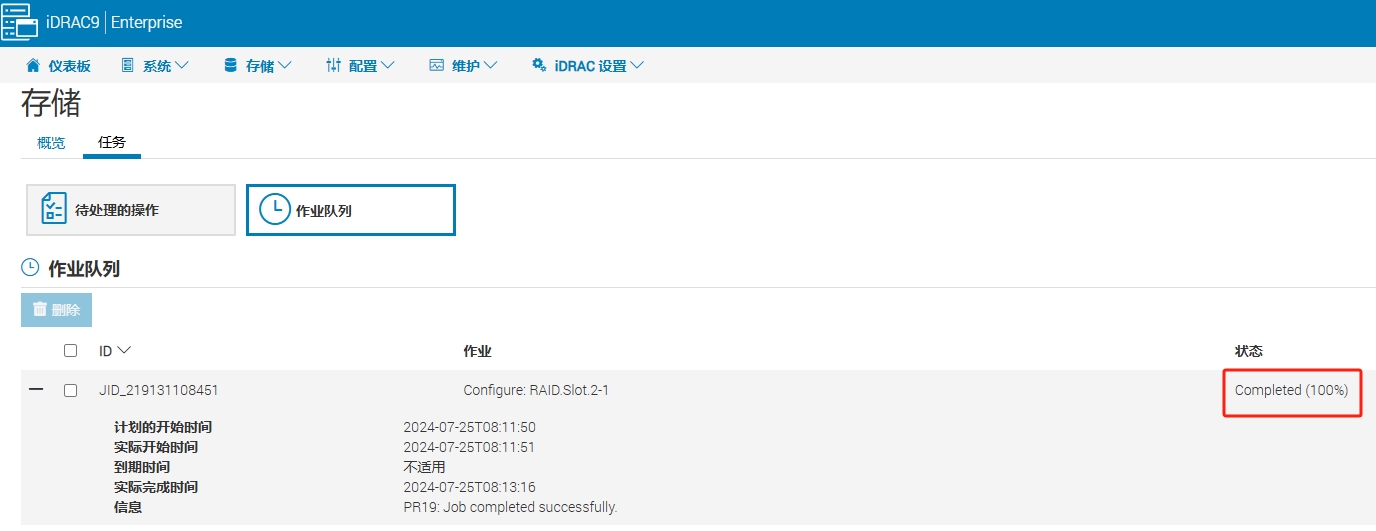 iDRAC9 | Enterprise
仪表板 系统 存储 配置 维护 iDRAC 设置
存储
概览 任务
待处理的操作 作业队列
作业队列
删除
ID 作业 状态
JID_219131108451 Configure: RAID.Slot.2-1 Completed (100%)
计划的开始时间 2024-07-25T08:11:50
实际开始时间 2024-07-25T08:11:51
到期时间 不适用
实际完成时间 2024-07-25T08:13:16
信息 PR19: Job completed successfully.